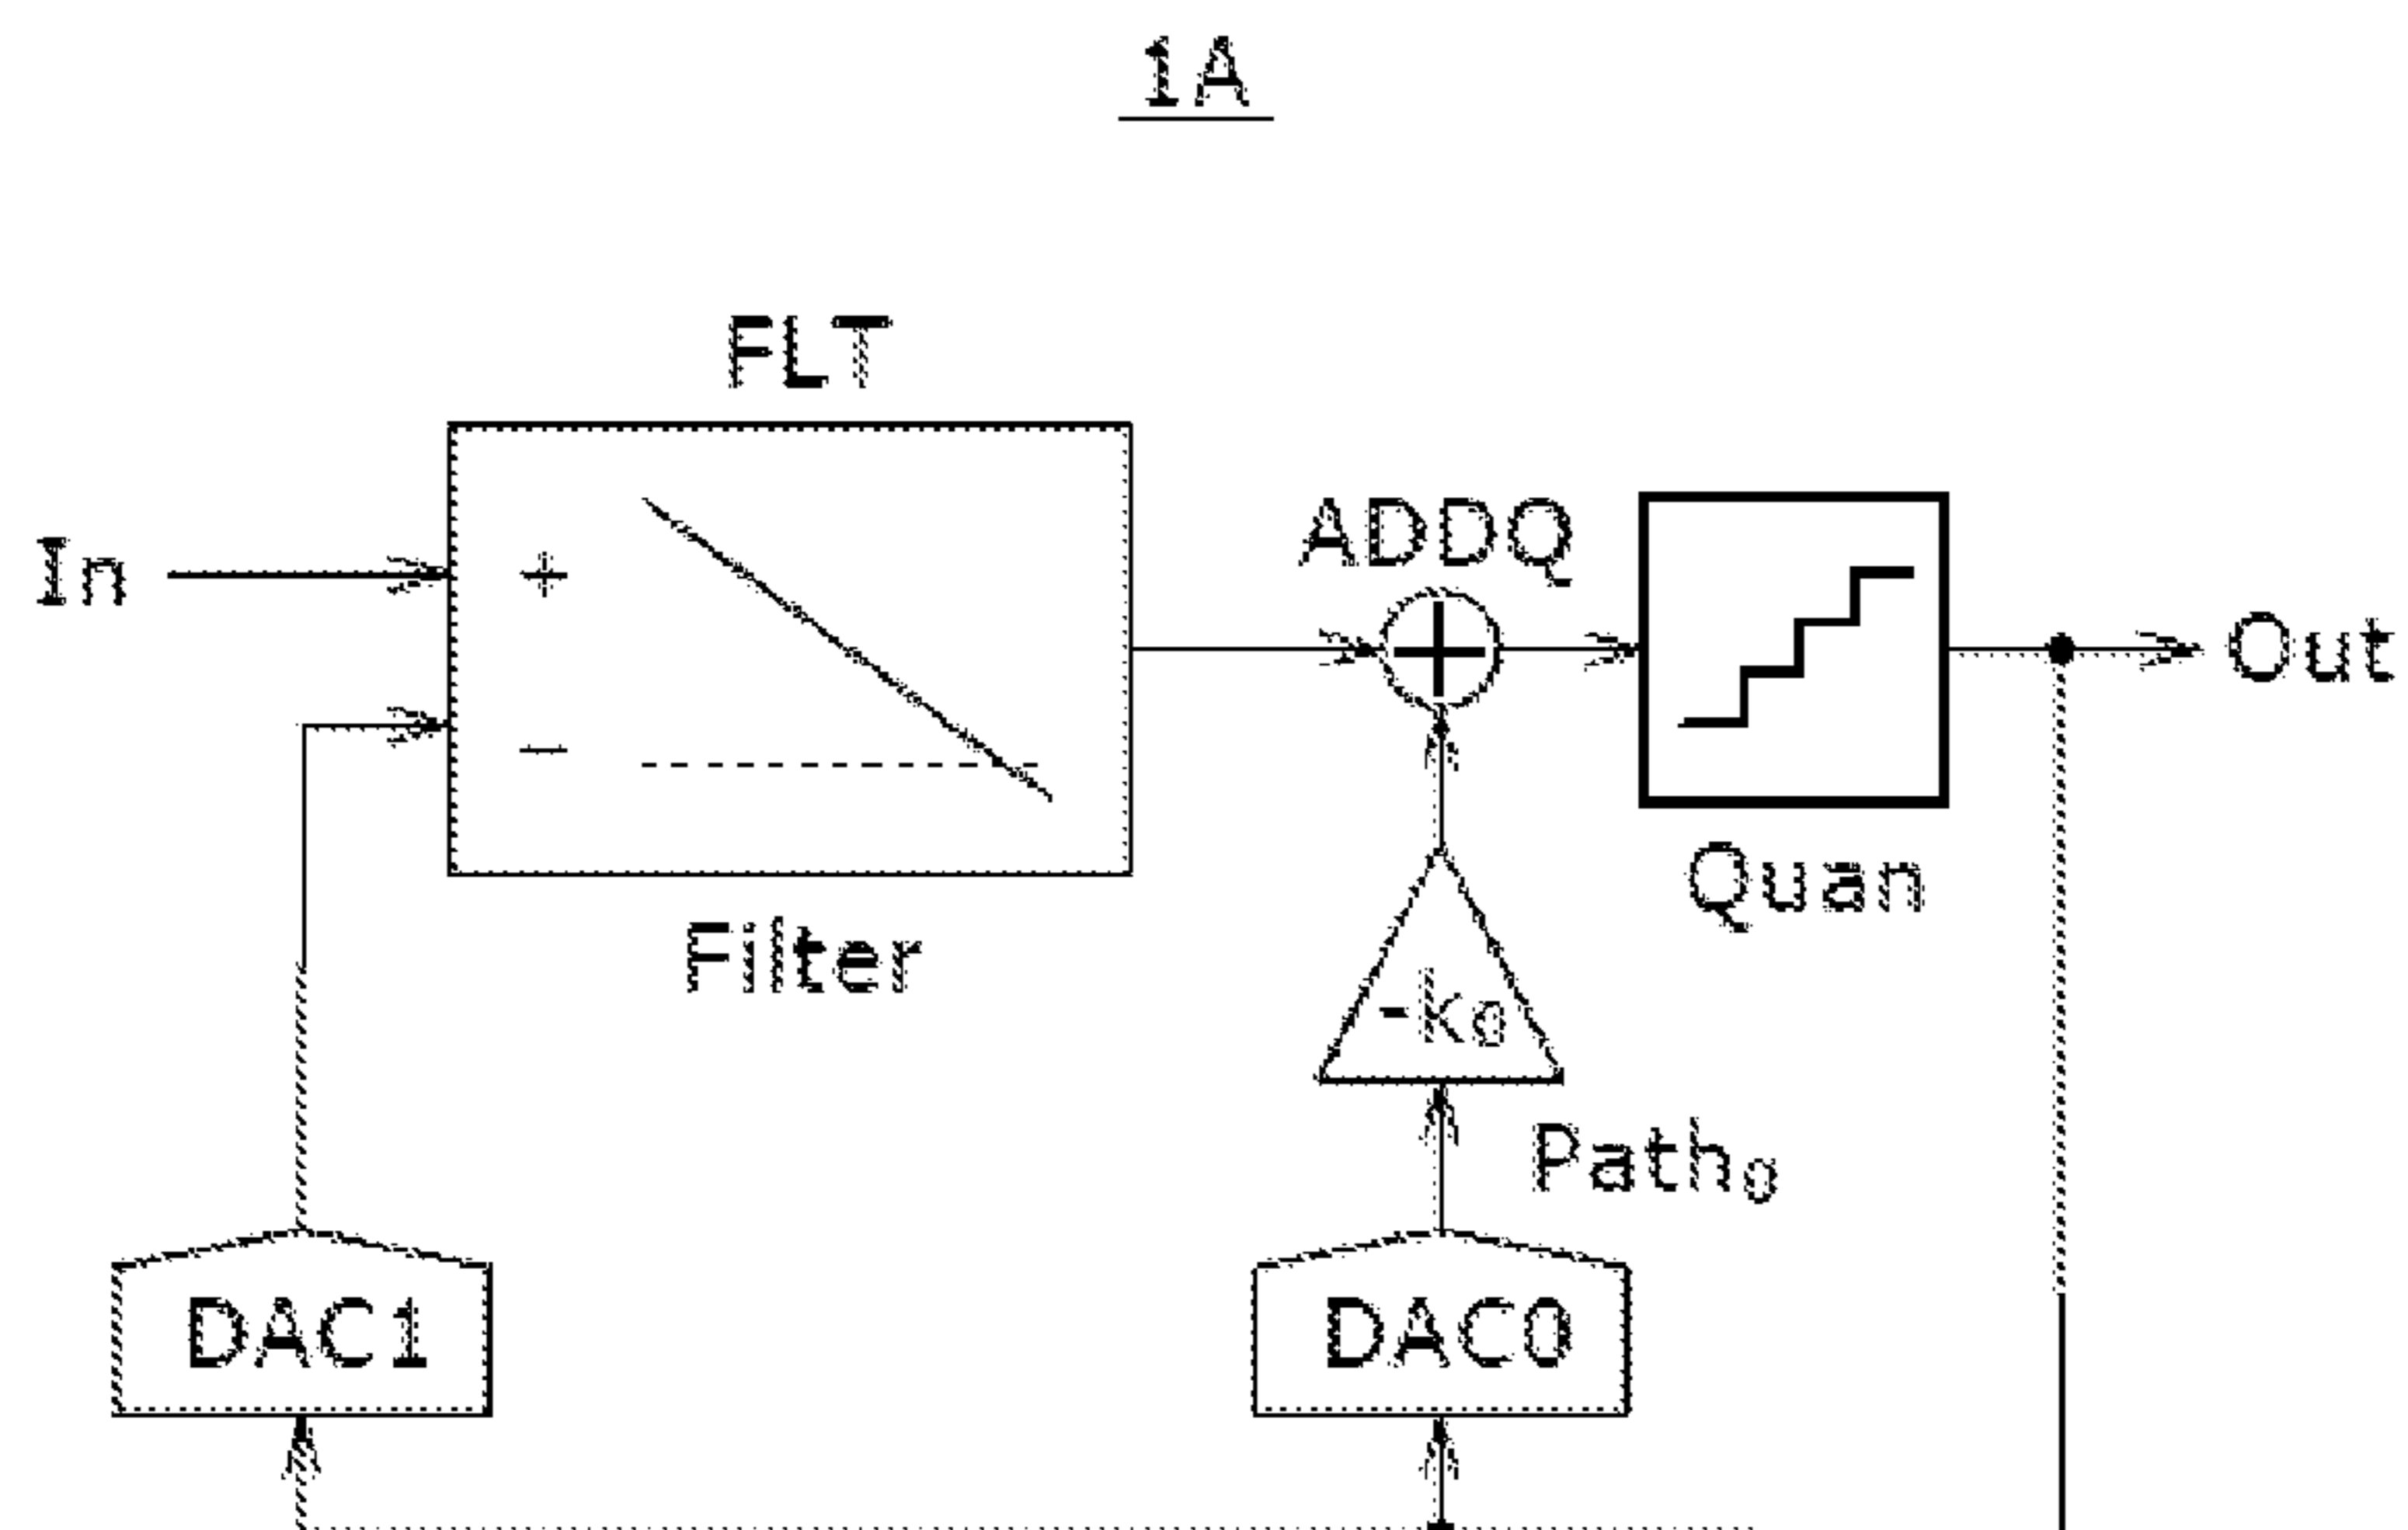 1A
FLT
ADDQ
In
+
−
Out
Quan
Filter
-k₀
Path₀
DAC1
DAC0